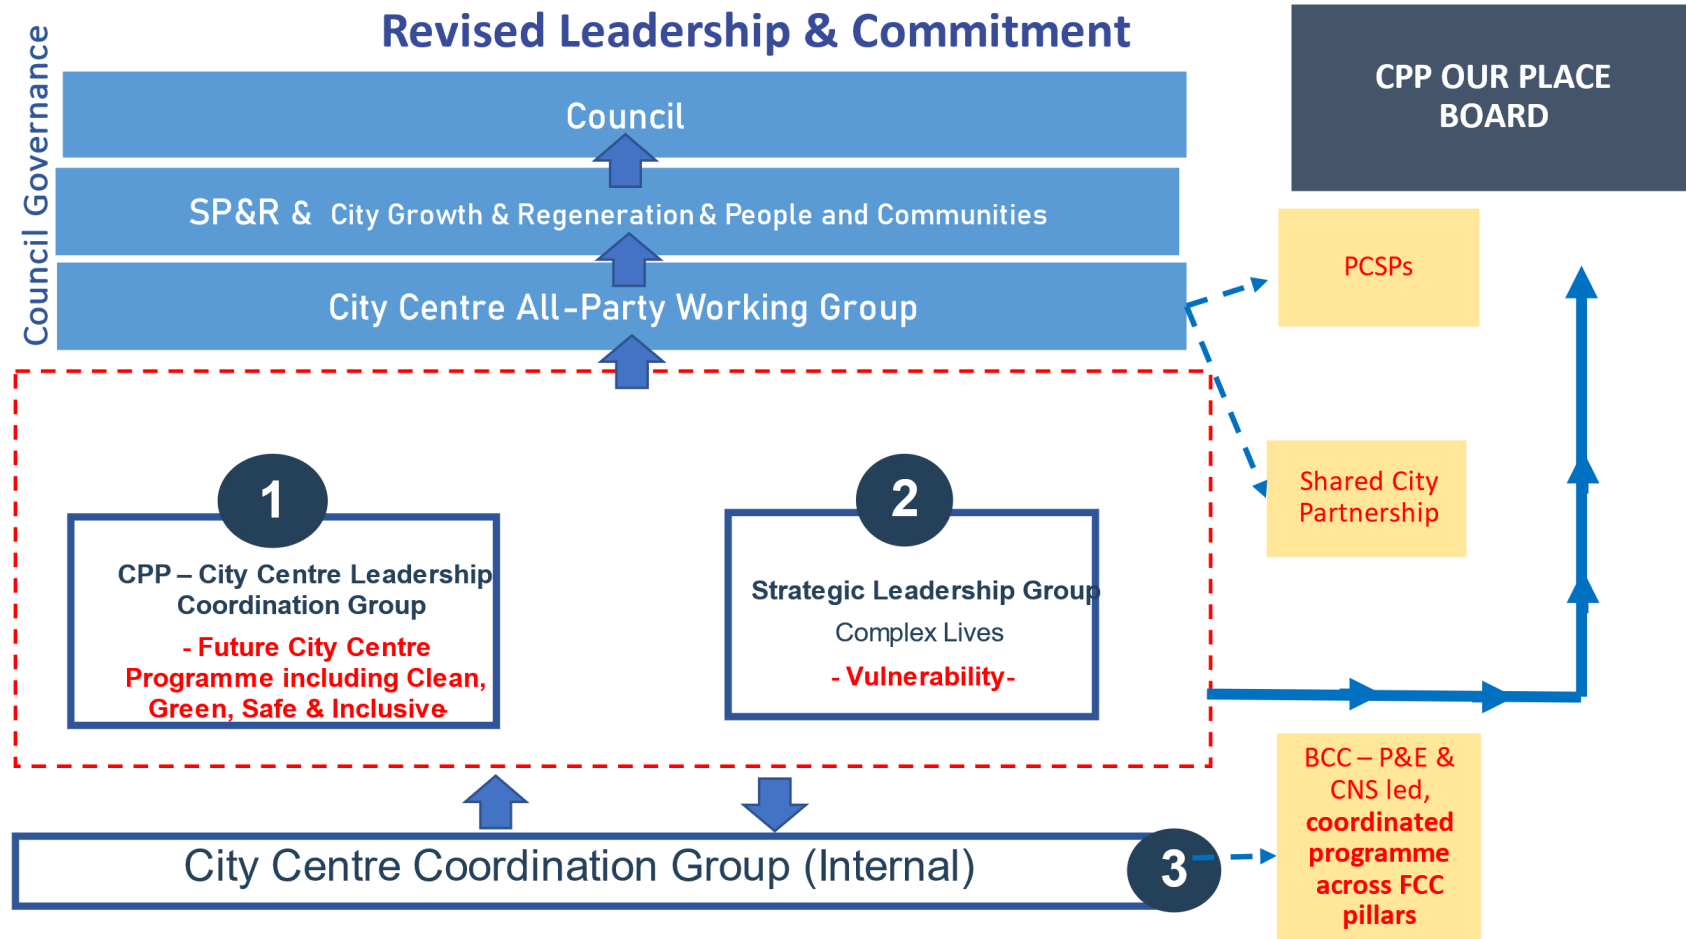 Revised Leadership & Commitment
Council Governance
Council
SP&R & City Growth & Regeneration & People and Communities
City Centre All-Party Working Group
CPP OUR PLACE
BOARD
PCSPs
Shared City
Partnership
1
CPP – City Centre Leadership
Coordination Group
- Future City Centre
Programme including Clean,
Green, Safe & Inclusive-
2
Strategic Leadership Group
Complex Lives
- Vulnerability-
City Centre Coordination Group (Internal)
3
BCC – P&E &
CNS led,
coordinated
programme
across FCC
pillars